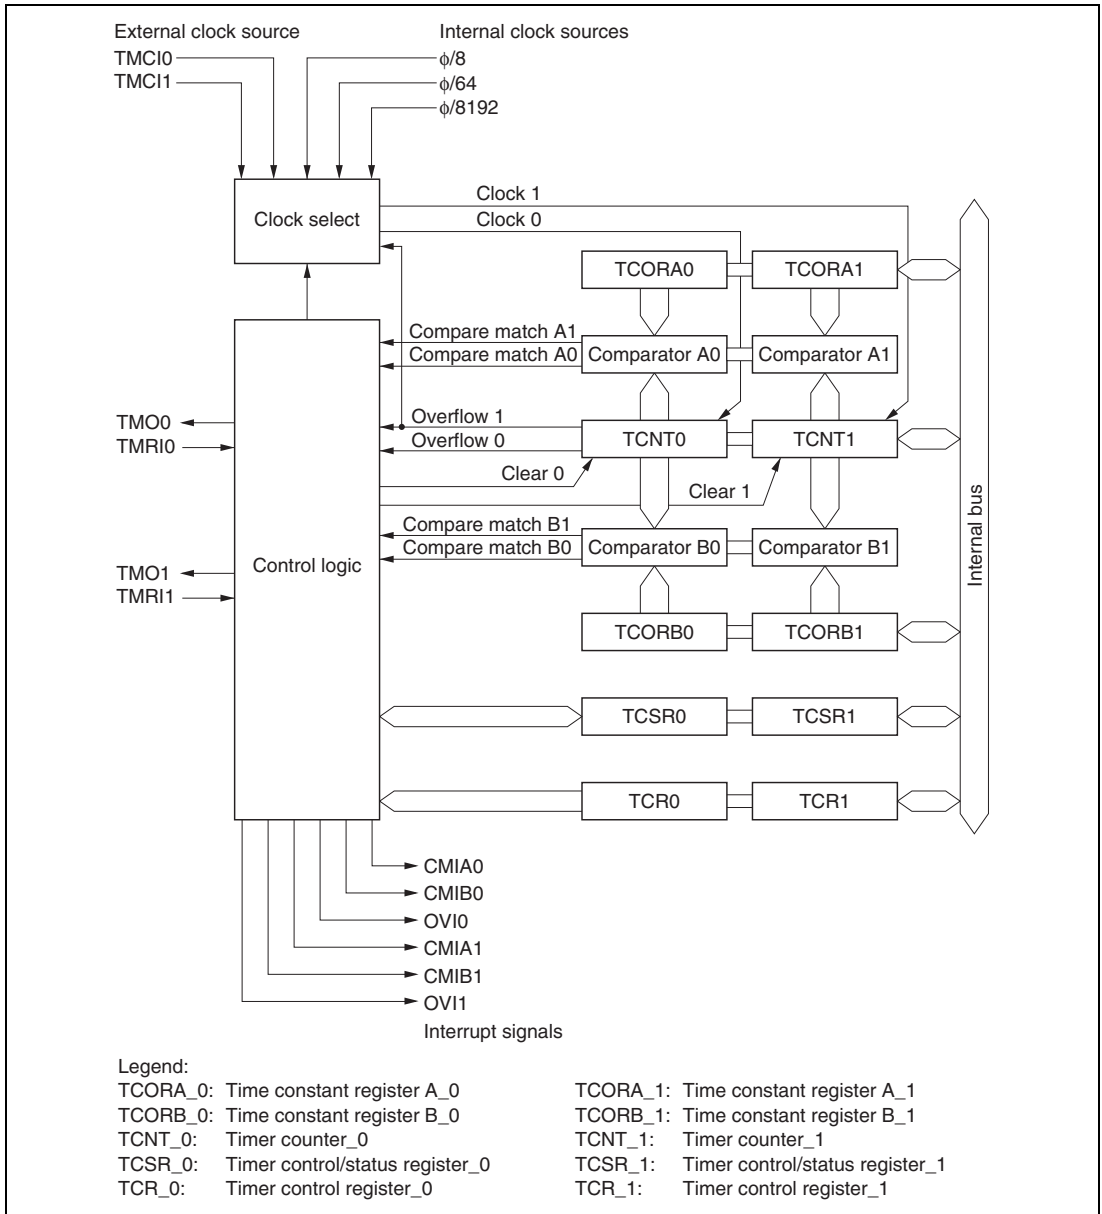 External clock source
Internal clock sources
TMCI0
ϕ/8
TMCI1
ϕ/64
ϕ/8192
Clock 1
Clock select
Clock 0
TCORA0
TCORA1
Compare match A1
Compare match A0
Comparator A0
Comparator A1
TMO0
Overflow 1
TMRI0
Overflow 0
TCNT0
TCNT1
Clear 0
Clear 1
Internal bus
Compare match B1
Compare match B0
Comparator B0
Comparator B1
Control logic
TMO1
TMRI1
TCORB0
TCORB1
TCSR0
TCSR1
TCR0
TCR1
CMIA0
CMIB0
OVI0
CMIA1
CMIB1
OVI1
Interrupt signals
Legend:
TCORA_0: Time constant register A_0
TCORA_1: Time constant register A_1
TCORB_0: Time constant register B_0
TCORB_1: Time constant register B_1
TCNT_0: Timer counter_0
TCNT_1: Timer counter_1
TCSR_0: Timer control/status register_0
TCSR_1: Timer control/status register_1
TCR_0: Timer control register_0
TCR_1: Timer control register_1